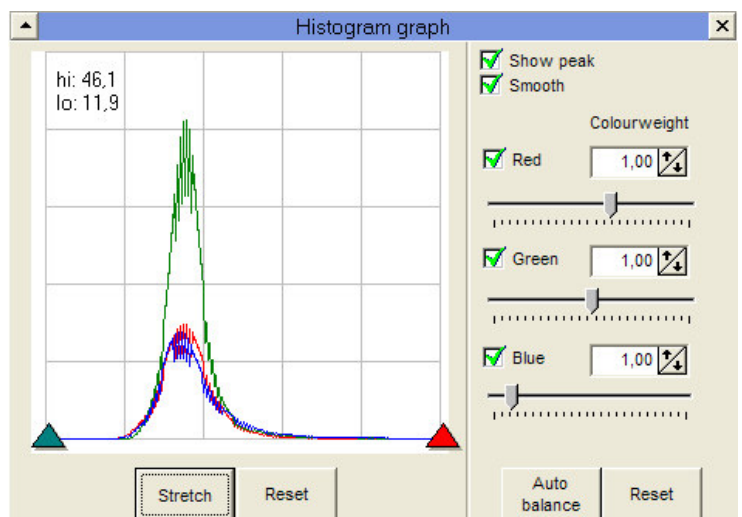 Histogram graph
hi: 46,1
lo: 11,9
Show peak
Smooth
Colourweight
Red 1,00
Green 1,00
Blue 1,00
Stretch Reset
Auto balance Reset